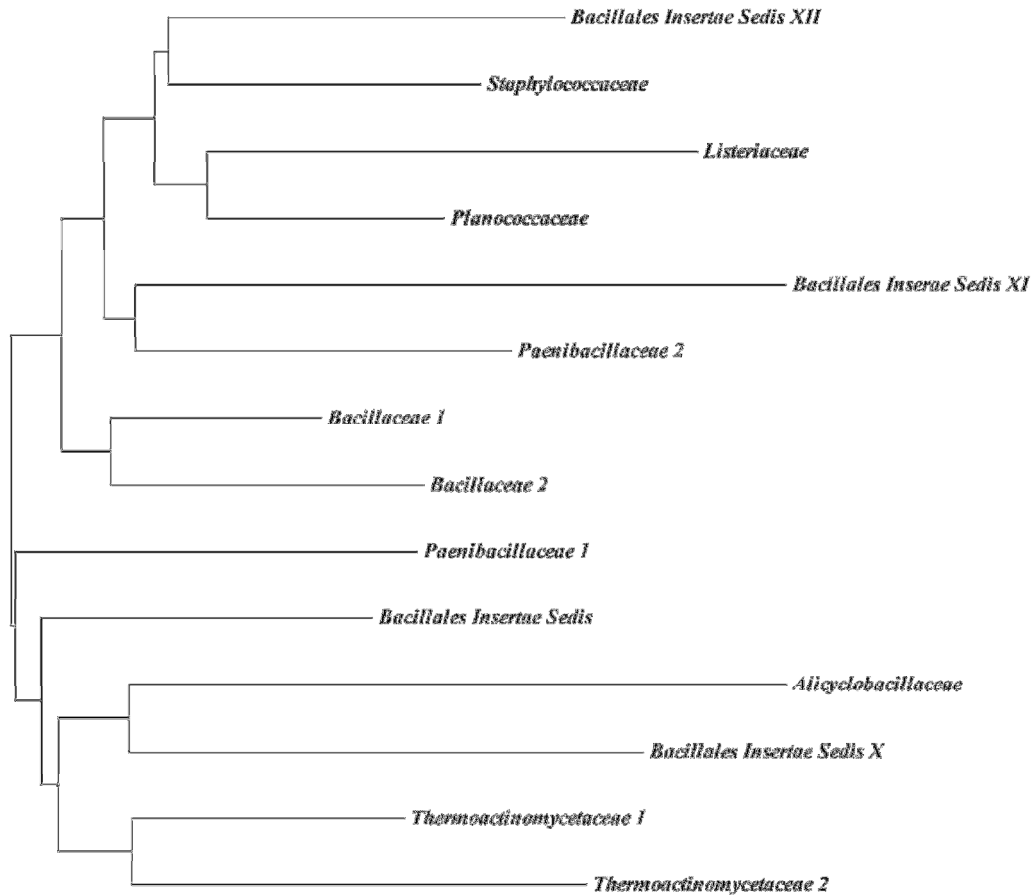 Bacillales Insertae Sedis XII
Staphylococcaceae
Listeriaceae
Planococcaceae
Bacillales Inserae Sedis XI
Paenibacillaceae 2
Bacillaceae 1
Bacillaceae 2
Paenibacillaceae 1
Bacillales Insertae Sedis
Alicyclobacillaceae
Bacillales Insertae Sedis X
Thermoactinomycetaceae 1
Thermoactinomycetaceae 2